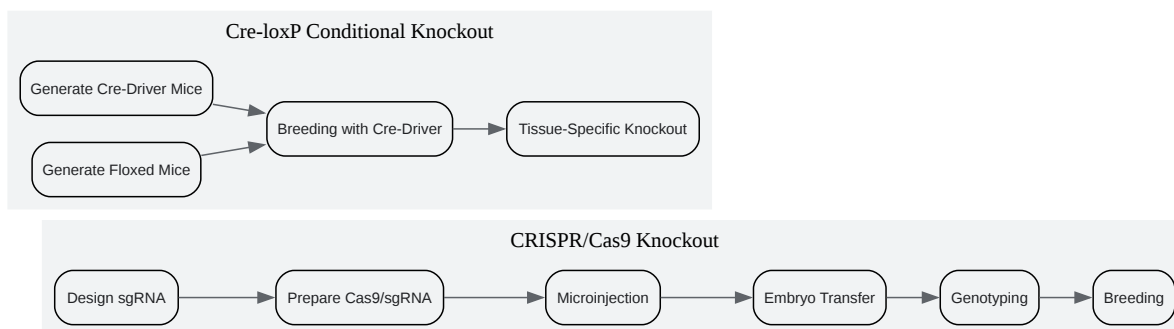 Cre-loxP Conditional Knockout
Generate Cre-Driver Mice
Generate Floxed Mice
Breeding with Cre-Driver
Tissue-Specific Knockout
CRISPR/Cas9 Knockout
Design sgRNA
Prepare Cas9/sgRNA
Microinjection
Embryo Transfer
Genotyping
Breeding